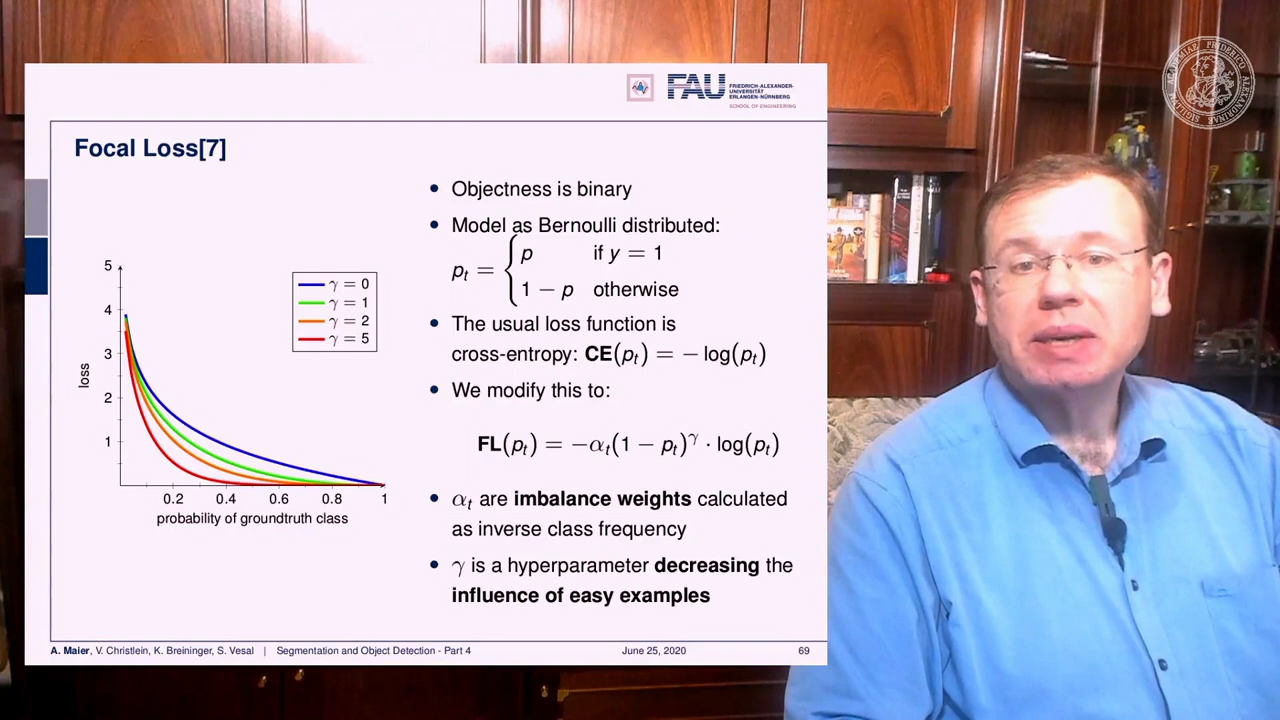 FAU
FRIEDRICH-ALEXANDER-
UNIVERSITÄT
ERLANGEN-NÜRNBERG
SCHOOL OF ENGINEERING
Focal Loss[7]
5
4
3
2
1
loss
0.2 0.4 0.6 0.8 1
probability of groundtruth class
γ = 0
γ = 1
γ = 2
γ = 5
• Objectness is binary
• Model as Bernoulli distributed:
pₜ = { p if y = 1
1 − p otherwise
• The usual loss function is
cross-entropy: CE(pₜ) = − log(pₜ)
• We modify this to:
FL(pₜ) = −αₜ(1 − pₜ)^γ · log(pₜ)
• αₜ are imbalance weights calculated
as inverse class frequency
• γ is a hyperparameter decreasing the
influence of easy examples
A. Maier, V. Christlein, K. Breininger, S. Vesal | Segmentation and Object Detection - Part 4 June 25, 2020 69